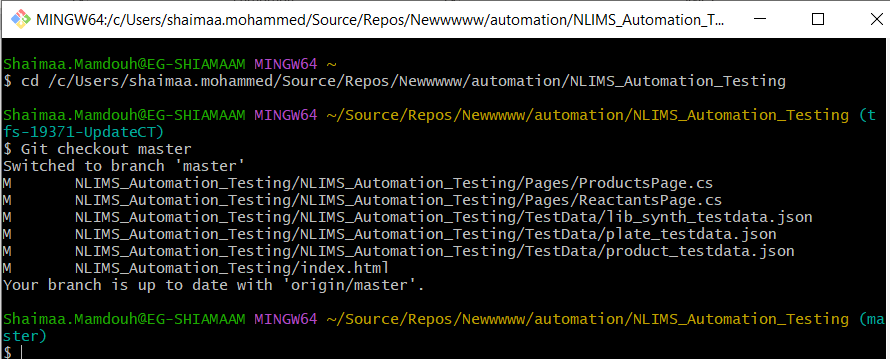 MINGW64:/c/Users/shaimaa.mohammed/Source/Repos/Newwwww/automation/NLIMS_Automation_T...
Shaimaa.Mamdouh@EG-SHIAMAAM MINGW64 ~
$ cd /c/Users/shaimaa.mohammed/Source/Repos/Newwwww/automation/NLIMS_Automation_Testing
Shaimaa.Mamdouh@EG-SHIAMAAM MINGW64 ~/Source/Repos/Newwwww/automation/NLIMS_Automation_Testing (t
fs-19371-UpdateCT)
$ Git checkout master
Switched to branch 'master'
M       NLIMS_Automation_Testing/NLIMS_Automation_Testing/Pages/ProductsPage.cs
M       NLIMS_Automation_Testing/NLIMS_Automation_Testing/Pages/ReactantsPage.cs
M       NLIMS_Automation_Testing/NLIMS_Automation_Testing/TestData/lib_synth_testdata.json
M       NLIMS_Automation_Testing/NLIMS_Automation_Testing/TestData/plate_testdata.json
M       NLIMS_Automation_Testing/NLIMS_Automation_Testing/TestData/product_testdata.json
M       NLIMS_Automation_Testing/index.html
Your branch is up to date with 'origin/master'.
Shaimaa.Mamdouh@EG-SHIAMAAM MINGW64 ~/Source/Repos/Newwwww/automation/NLIMS_Automation_Testing (ma
ster)
$